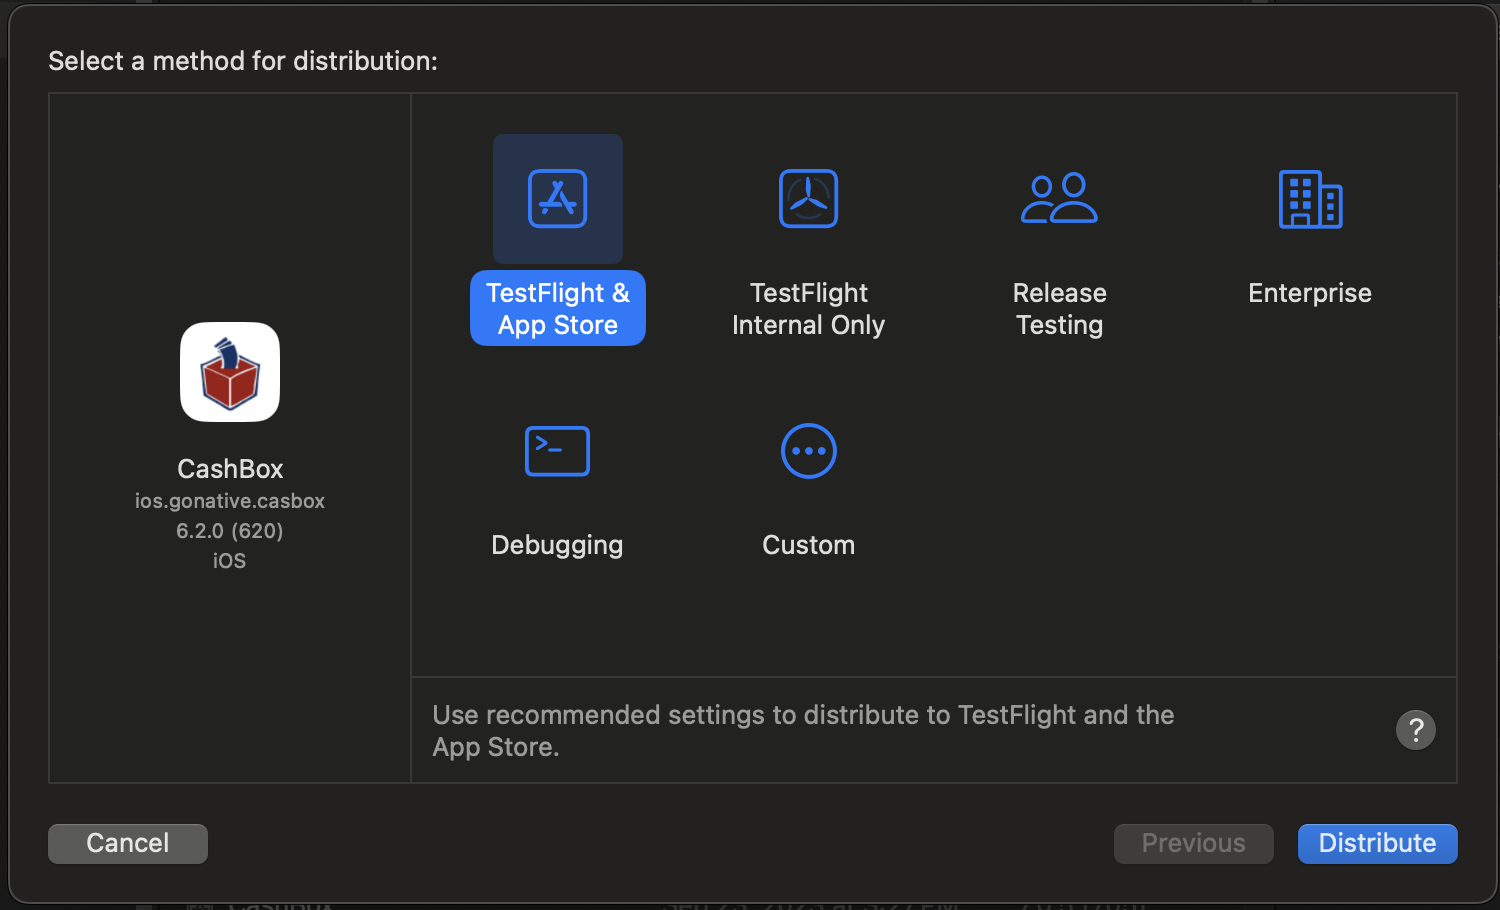 Select a method for distribution:
TestFlight &
App Store
TestFlight
Internal Only
Release
Testing
Enterprise
CashBox
ios.gonative.casbox
6.2.0 (620)
iOS
Debugging
Custom
Use recommended settings to distribute to TestFlight and the
App Store.
?
Cancel
Previous
Distribute